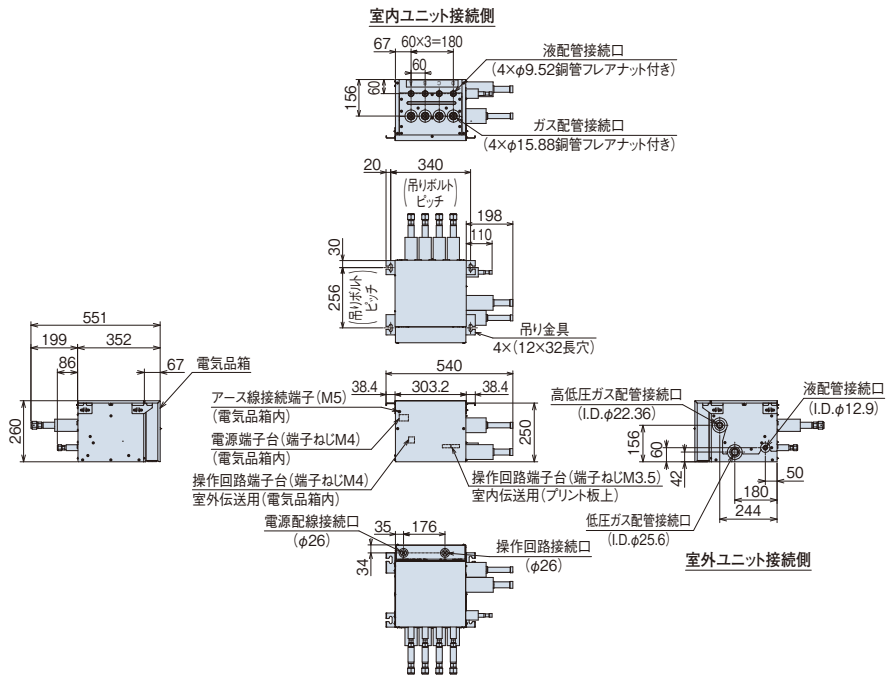 室内ユニット接続側
67
60×3=180
60
156
60
液配管接続口
(4×φ9.52銅管フレアナット付き)
ガス配管接続口
(4×φ15.88銅管フレアナット付き)
20
340
(吊りボルト
ピッチ)
198
110
30
256
(吊りボルト
ピッチ)
吊り金具
4×(12×32長穴)
551
199
352
86
67
電気品箱
260
540
38.4
303.2
38.4
アース線接続端子(M5)
(電気品箱内)
電源端子台(端子ねじM4)
(電気品箱内)
操作回路端子台(端子ねじM4)
室外伝送用(電気品箱内)
250
操作回路端子台(端子ねじM3.5)
室内伝送用(プリント板上)
高低圧ガス配管接続口
(I.D.φ22.36)
液配管接続口
(I.D.φ12.9)
156
60
42
50
180
244
低圧ガス配管接続口
(I.D.φ25.6)
室外ユニット接続側
電源配線接続口
(φ26)
35
176
34
操作回路接続口
(φ26)